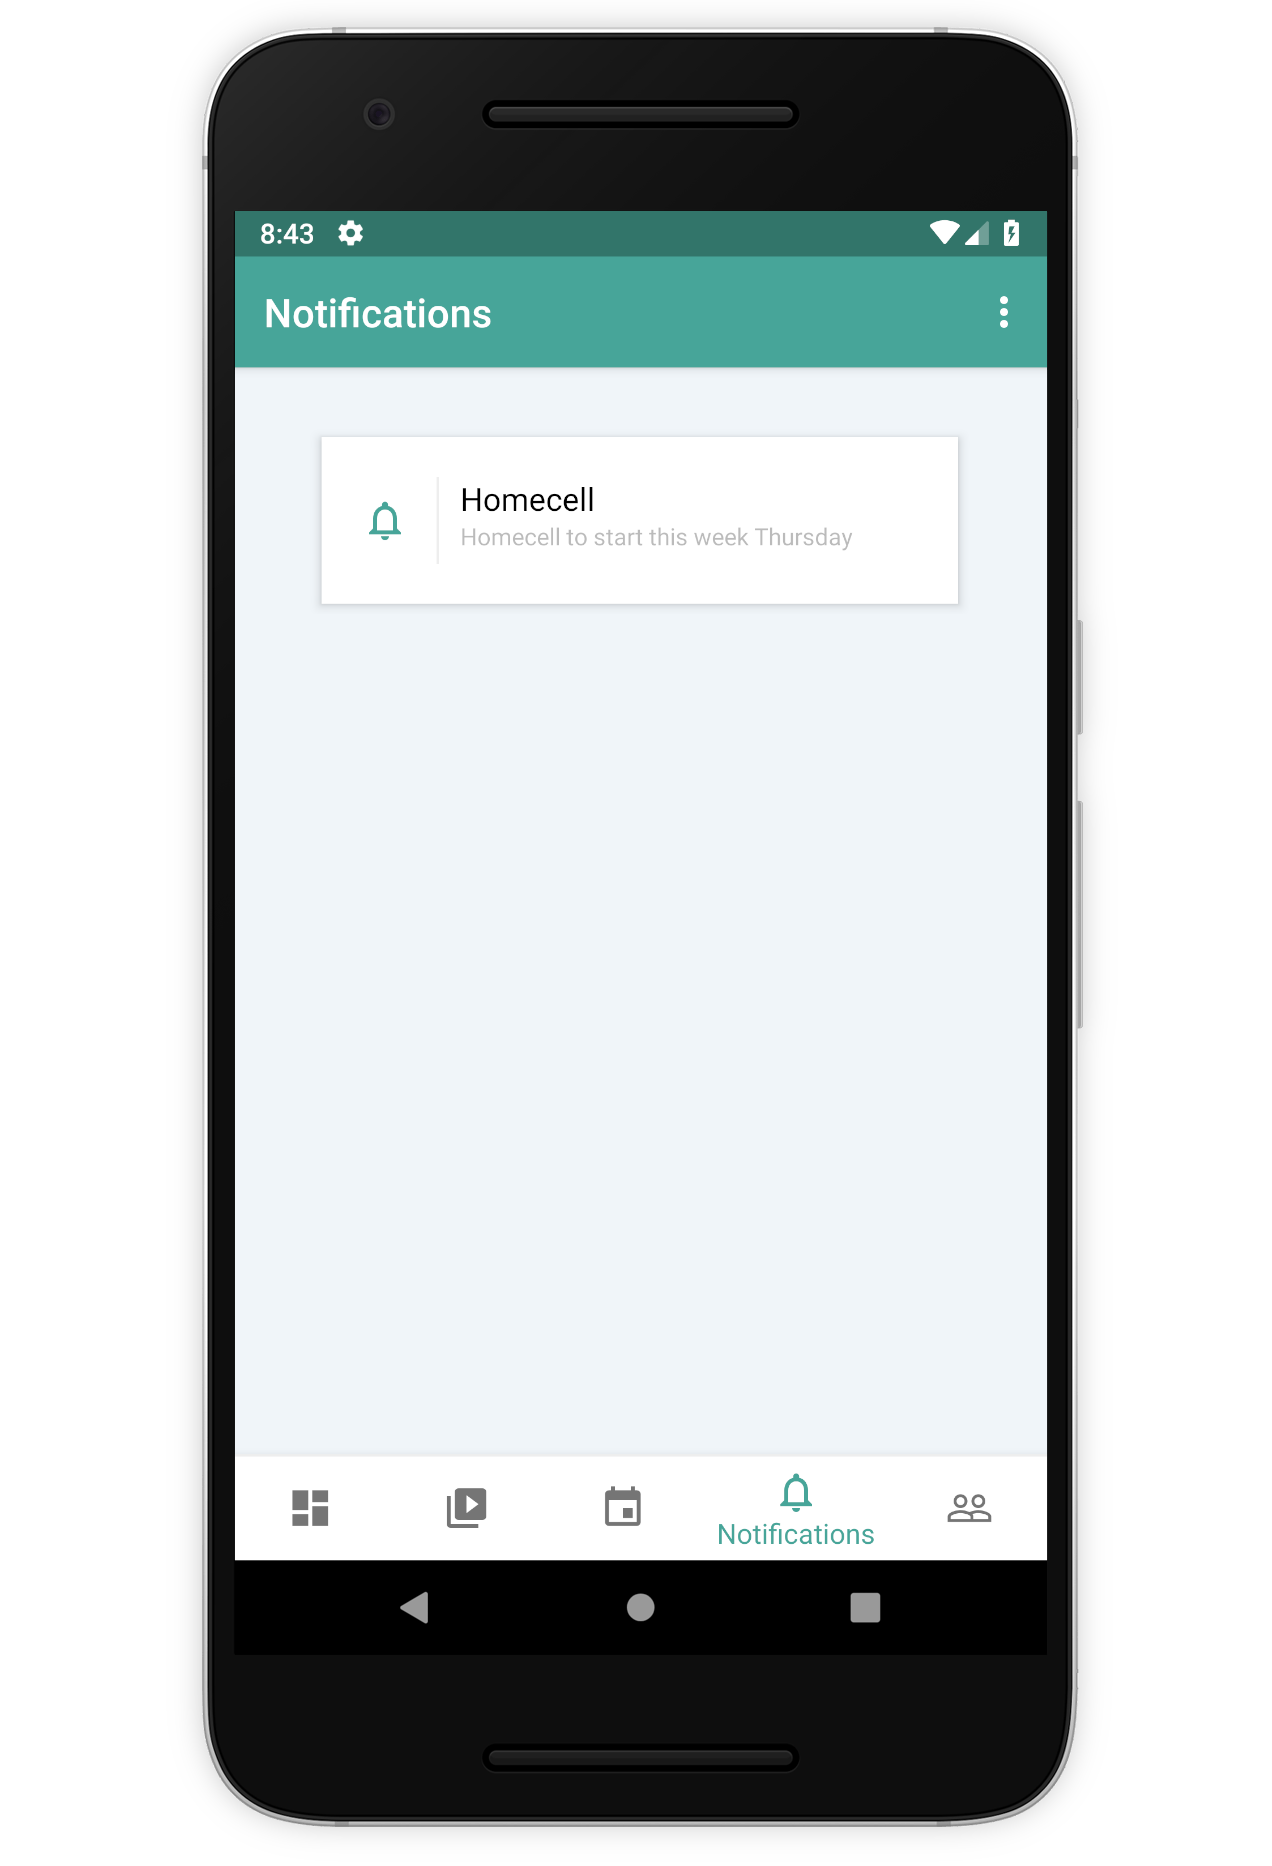 8:43
Notifications
Homecell
Homecell to start this week Thursday
Notifications